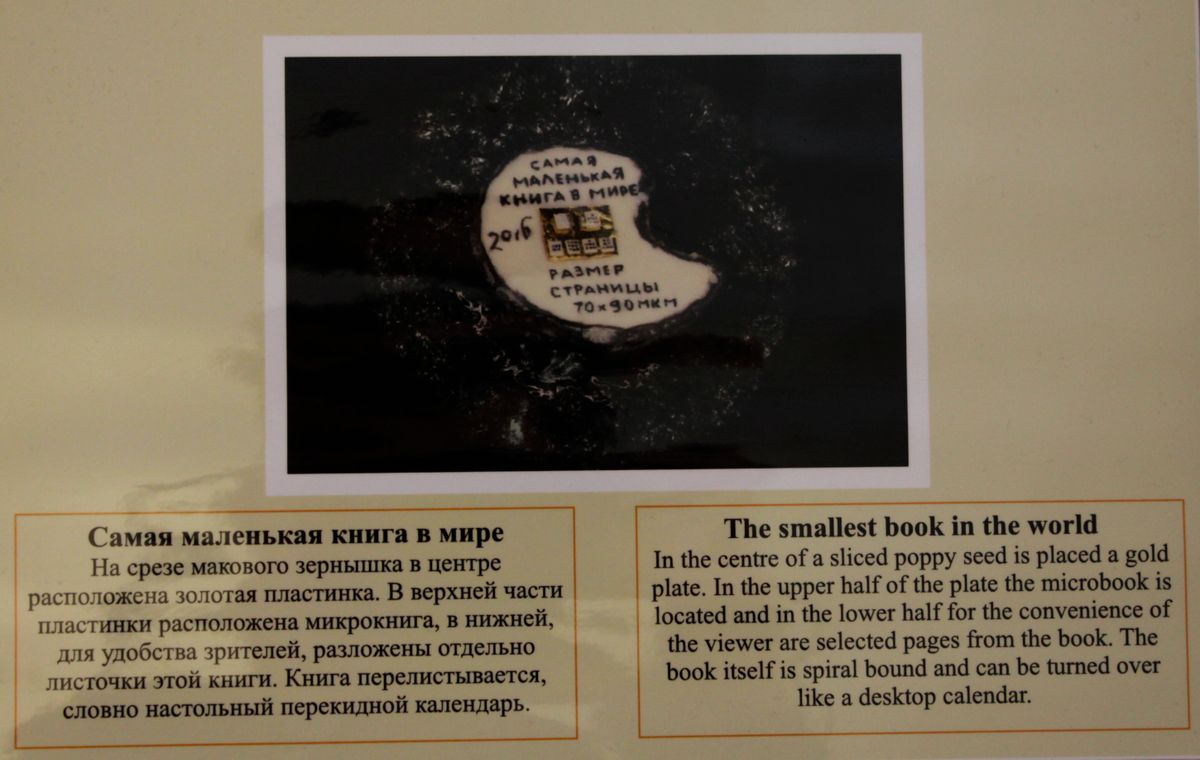 САМАЯ
МАЛЕНЬКАЯ
КНИГА В МИРЕ
2016
РАЗМЕР
СТРАНИЦЫ
70×90МКМ
Самая маленькая книга в мире
На срезе макового зернышка в центре
расположена золотая пластинка. В верхней части
пластинки расположена микрокнига, в нижней,
для удобства зрителей, разложены отдельно
листочки этой книги. Книга перелистывается,
словно настольный перекидной календарь.
The smallest book in the world
In the centre of a sliced poppy seed is placed a gold
plate. In the upper half of the plate the microbook is
located and in the lower half for the convenience of
the viewer are selected pages from the book. The
book itself is spiral bound and can be turned over
like a desktop calendar.